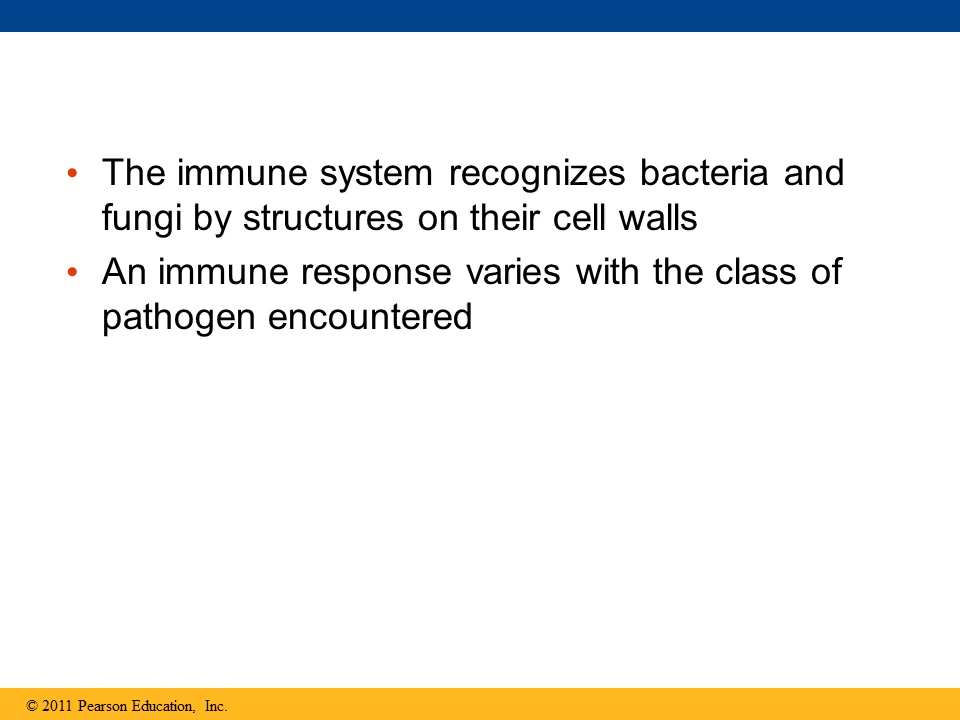 • The immune system recognizes bacteria and
fungi by structures on their cell walls
• An immune response varies with the class of
pathogen encountered
© 2011 Pearson Education, Inc.